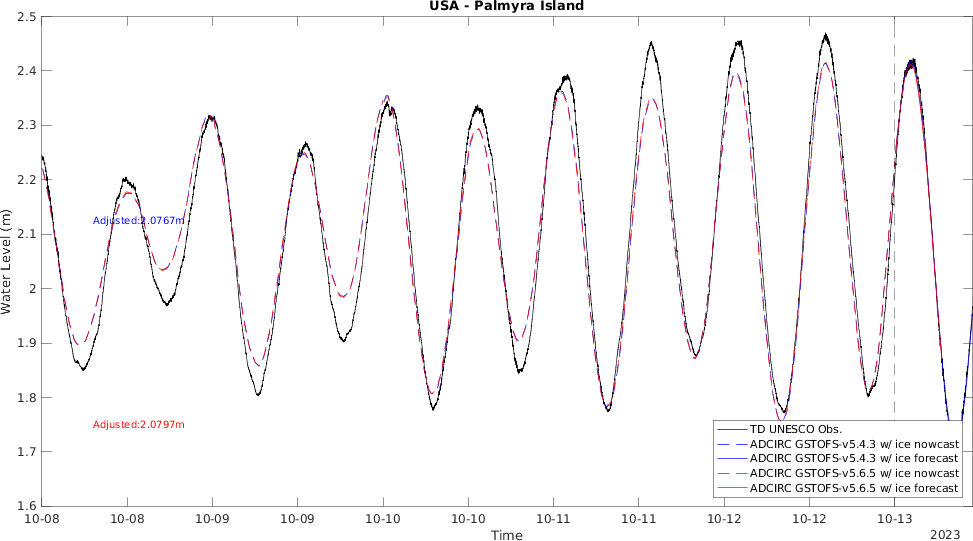 USA - Palmyra Island
2.5
2.4
2.3
2.2
2.1
2
1.9
1.8
1.7
1.6
Water Level (m)
Adjusted:2.0767m
Adjusted:2.0797m
TD UNESCO Obs.
ADCIRC GSTOFS-v5.4.3 w/ ice nowcast
ADCIRC GSTOFS-v5.4.3 w/ ice forecast
ADCIRC GSTOFS-v5.6.5 w/ ice nowcast
ADCIRC GSTOFS-v5.6.5 w/ ice forecast
10-08 10-08 10-09 10-09 10-10 10-10 10-11 10-11 10-12 10-12 10-13
Time
2023